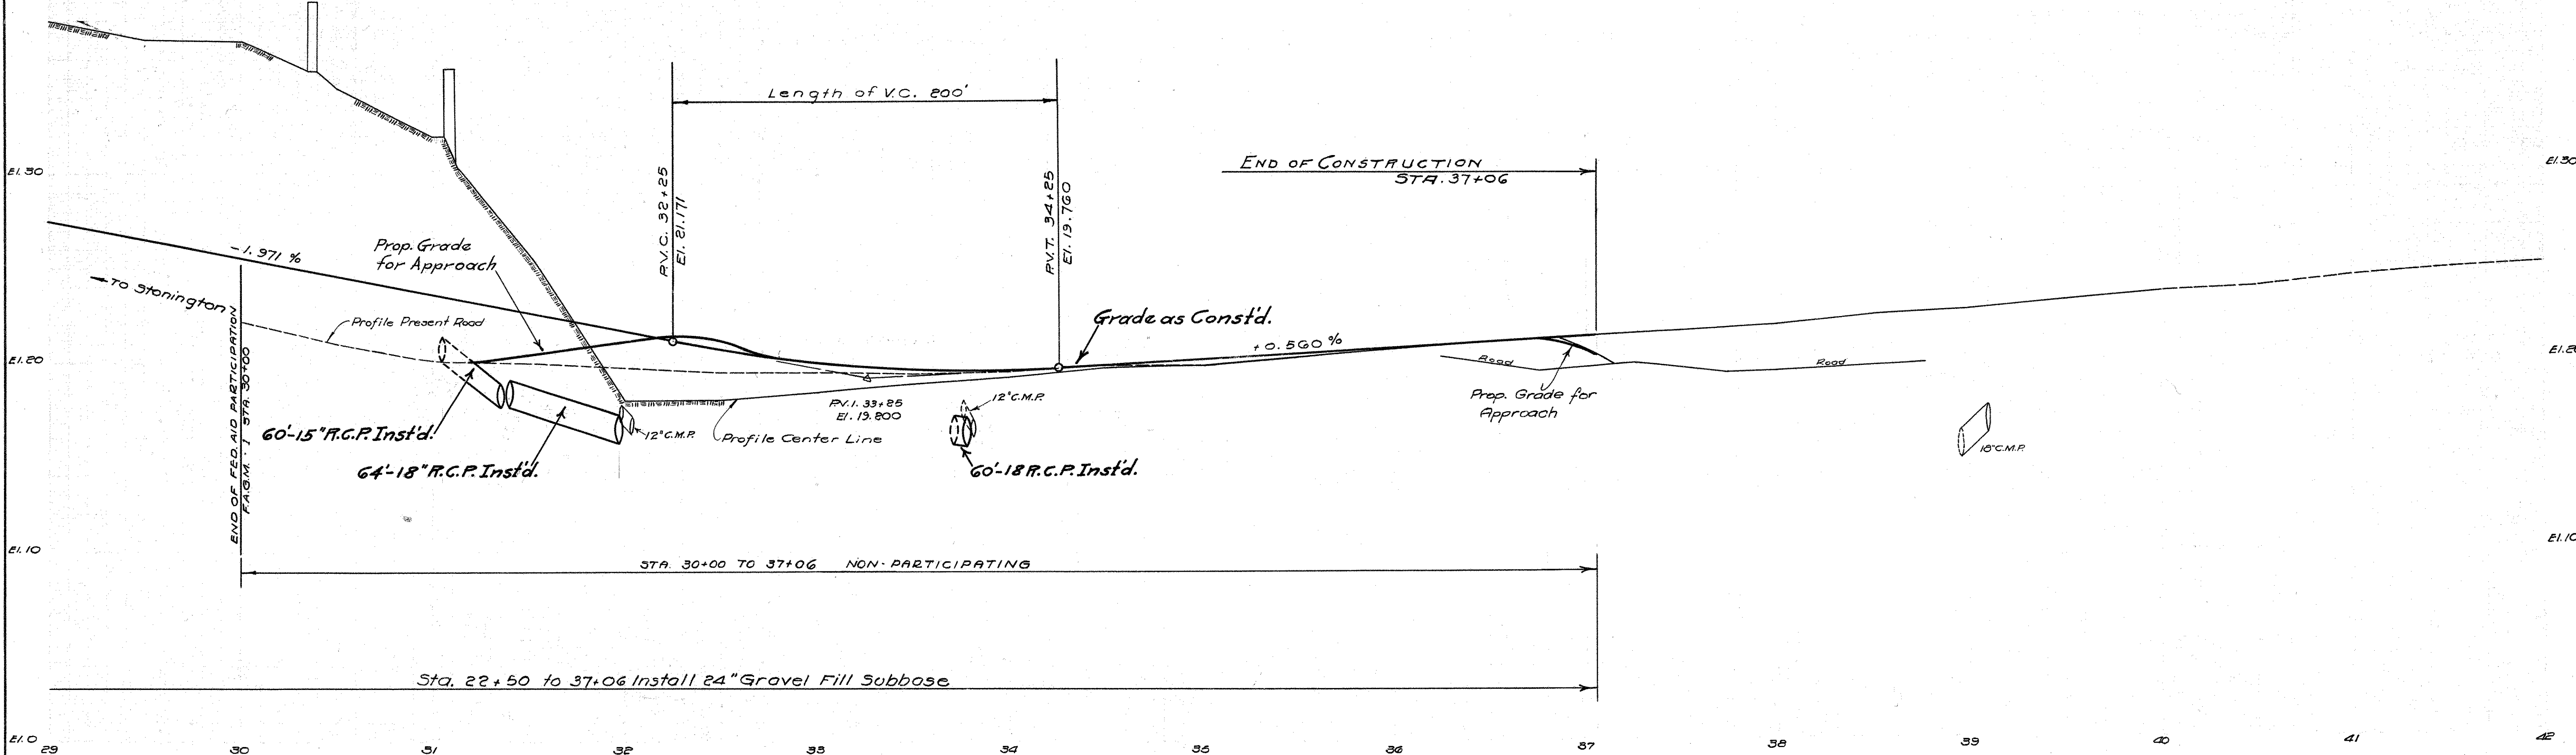 Length of V.C. 200'
El. 30
El. 30
END OF CONSTRUCTION
STA. 37+06
P.V.C. 32+25
El. 21.171
P.V.T. 34+25
El. 19.760
-1.971 %
Prop. Grade
for Approach
To Stonington
Profile Present Road
Grade as Const'd.
+0.560 %
El. 20
El. 20
Road
Road
END OF FED. AID PARTICIPATION
F.A.G.M. · 1 STA. 30+00
P.V.I. 33+25
El. 19.200
12" C.M.P.
Prop. Grade for
Approach
60'-15" R.C.P. Inst'd.
12" C.M.P.
Profile Center Line
18" C.M.P.
64'-18" R.C.P. Inst'd.
60'-18 R.C.P. Inst'd.
El. 10
El. 10
STA. 30+00 TO 37+06 NON-PARTICIPATING
Sta. 22+50 to 37+06 Install 24" Gravel Fill Subbase
El. 0
29 30 31 32 33 34 35 36 37 38 39 40 41 42